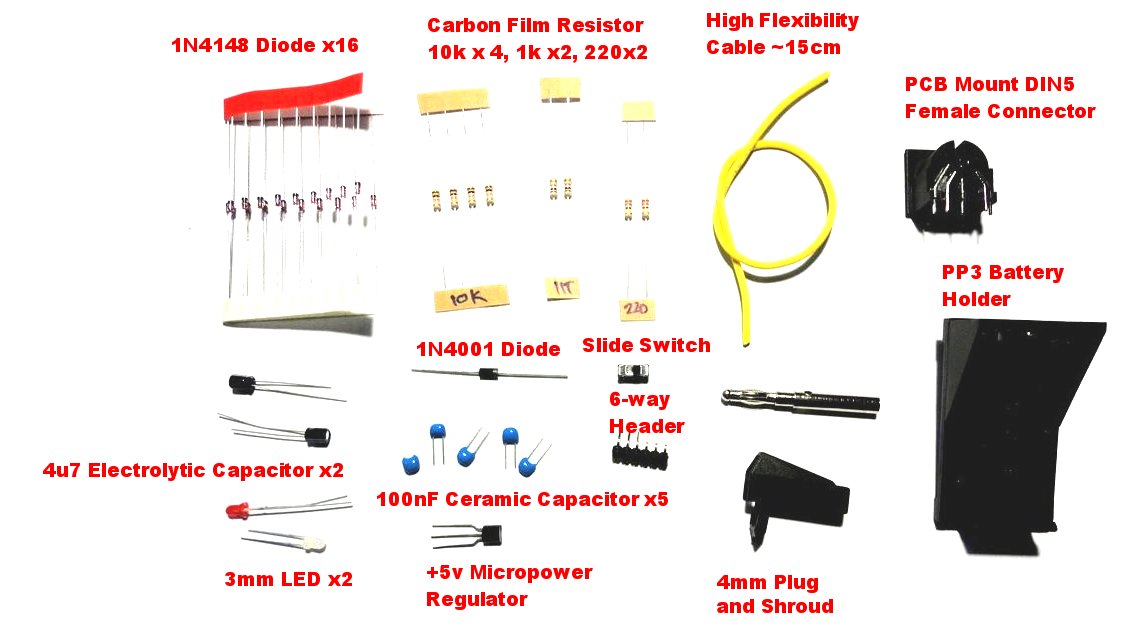 1N4148 Diode x16
Carbon Film Resistor
10k x 4, 1k x2, 220x2
High Flexibility
Cable ~15cm
PCB Mount DIN5
Female Connector
PP3 Battery
Holder
10K
220
1N4001 Diode
Slide Switch
6-way
Header
4u7 Electrolytic Capacitor x2
100nF Ceramic Capacitor x5
3mm LED x2
+5v Micropower
Regulator
4mm Plug
and Shroud